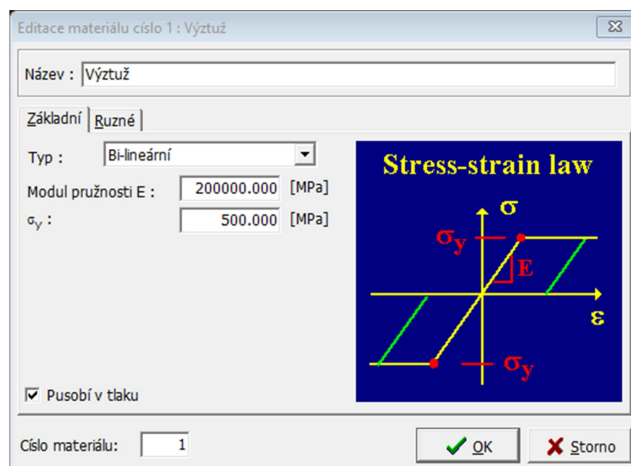 Editace materiálu císlo 1 : Výztuž
Název : Výztuž
Základní Ruzné
Typ : Bi-lineární
Modul pružnosti E : 200000.000 [MPa]
σy : 500.000 [MPa]
Stress-strain law
σ
σy
E
ε
σy
Pusobí v tlaku
Císlo materiálu: 1
OK Storno